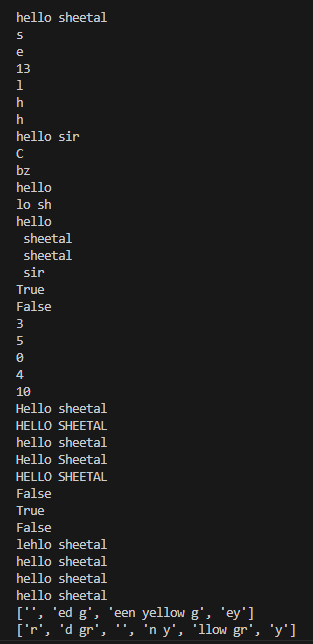 hello sheetal
s
e
13
l
h
h
hello sir
C
bz
hello
lo sh
hello
 sheetal
 sheetal
 sir
True
False
3
5
0
4
10
Hello sheetal
HELLO SHEETAL
hello sheetal
Hello Sheetal
HELLO SHEETAL
False
True
False
lehlo sheetal
hello sheetal
hello sheetal
hello sheetal
['', 'ed g', 'een yellow g', 'ey']
['r', 'd gr', '', 'n y', 'llow gr', 'y']